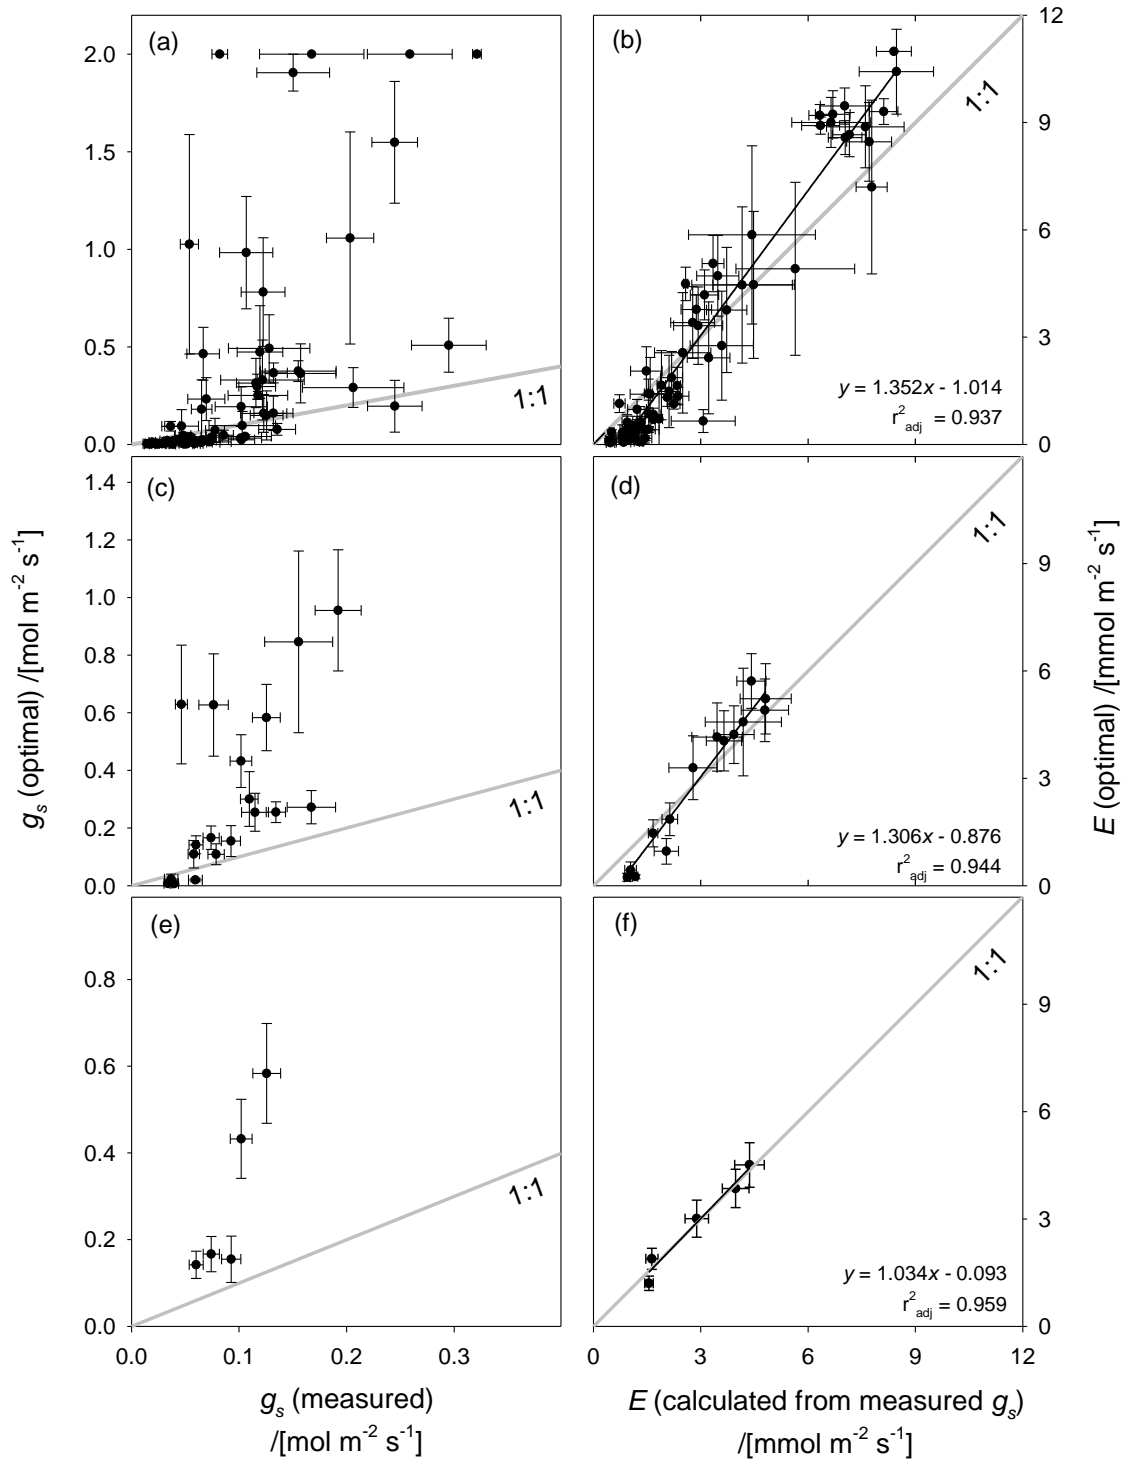 (a)
2.0
1.5
1.0
0.5
0.0
1:1
(b)
12
9
6
3
0
1:1
y = 1.352x - 1.014
r²adj = 0.937
(c)
1.4
1.2
1.0
0.8
0.6
0.4
0.2
0.0
1:1
gs (optimal) /[mol m⁻² s⁻¹]
(d)
9
6
3
0
1:1
y = 1.306x - 0.876
r²adj = 0.944
E (optimal) /[mmol m⁻² s⁻¹]
(e)
0.8
0.6
0.4
0.2
0.0
1:1
0.0 0.1 0.2 0.3
gs (measured)
/[mol m⁻² s⁻¹]
(f)
9
6
3
0
1:1
y = 1.034x - 0.093
r²adj = 0.959
0 3 6 9 12
E (calculated from measured gs)
/[mmol m⁻² s⁻¹]